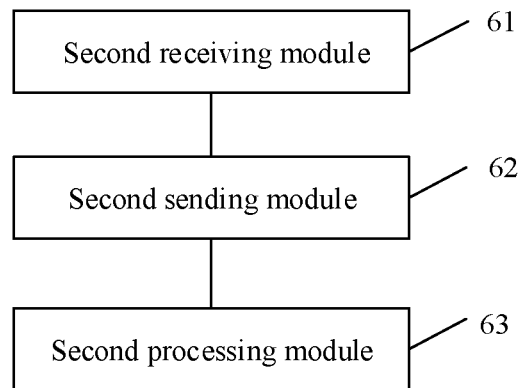 Second receiving module
61
Second sending module
62
Second processing module
63